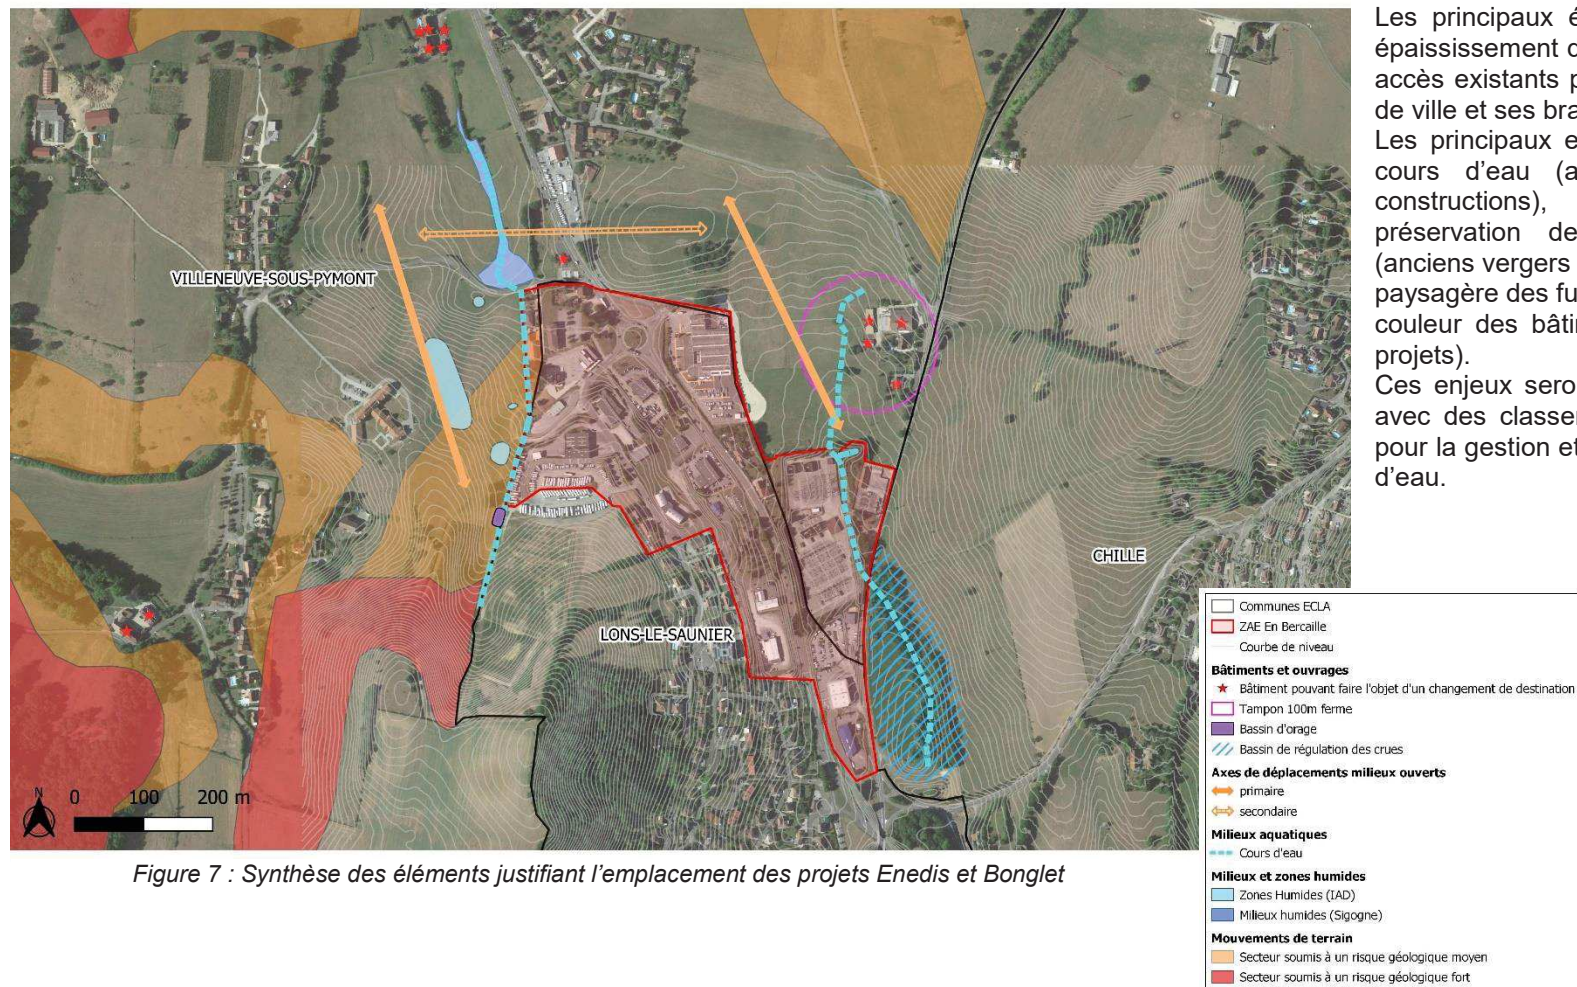 Les principaux é
épaississement d
accès existants p
de ville et ses bra
Les principaux e
cours d'eau (a
constructions),
préservation de
(anciens vergers
paysagère des fu
couleur des bâtir
projets).
Ces enjeux sero
avec des classer
pour la gestion et
d'eau.
VILLENEUVE-SOUS-PYMONT
CHILLE
LONS-LE-SAUNIER
N
0 100 200 m
Communes ECLA
ZAE En Bercaille
Courbe de niveau
Bâtiments et ouvrages
Bâtiment pouvant faire l'objet d'un changement de destination
Tampon 100m ferme
Bassin d'orage
Bassin de régulation des crues
Axes de déplacements milieux ouverts
primaire
secondaire
Milieux aquatiques
Cours d'eau
Milieux et zones humides
Zones Humides (IAD)
Milieux humides (Sigogne)
Mouvements de terrain
Secteur soumis à un risque géologique moyen
Secteur soumis à un risque géologique fort
Figure 7 : Synthèse des éléments justifiant l'emplacement des projets Enedis et Bonglet